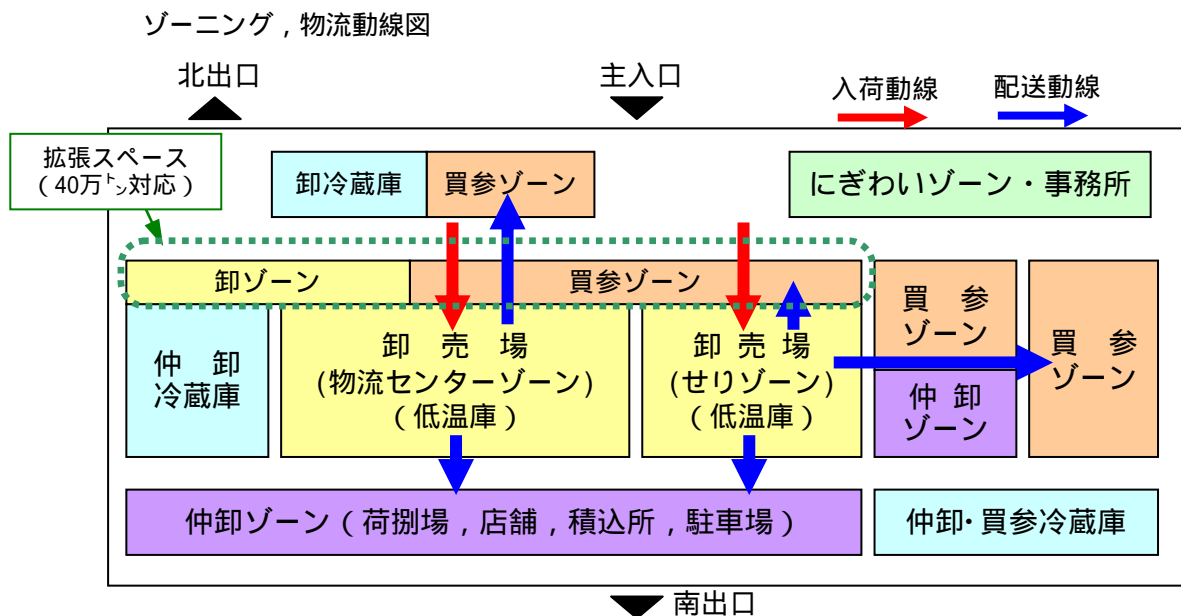 ゾーニング，物流動線図
北出口
主入口
入荷動線
配送動線
拡張スペース
（40万㌧対応）
卸冷蔵庫
買参ゾーン
にぎわいゾーン・事務所
卸ゾーン
買参ゾーン
仲　卸
冷蔵庫
卸　売　場
(物流センターゾーン)
（低温庫）
卸　売　場
(せりゾーン)
（低温庫）
買　参
ゾーン
仲　卸
ゾーン
買　参
ゾーン
仲卸ゾーン（荷捌場，店舗，積込所，駐車場）
仲卸・買参冷蔵庫
南出口